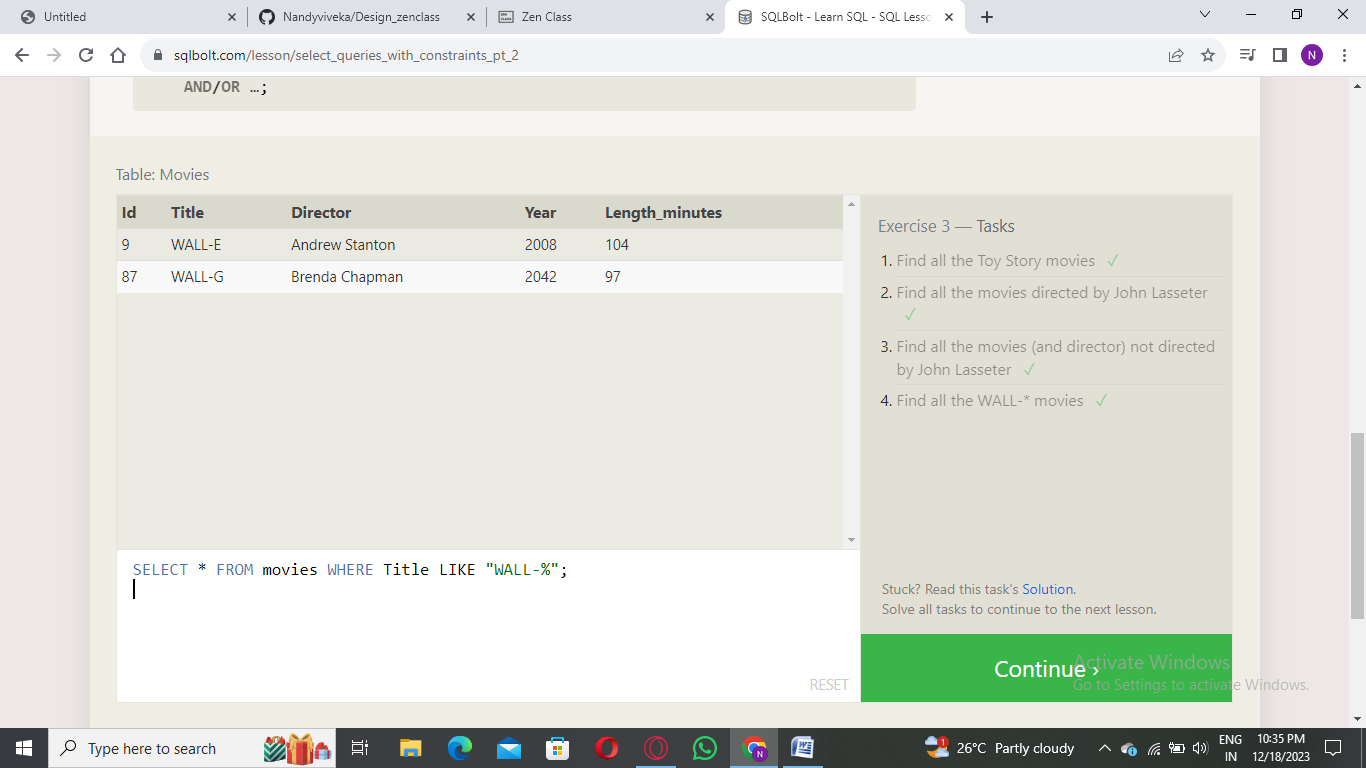 Untitled
Nandyviveka/Design_zenclass
Zen Class
SQLBolt - Learn SQL - SQL Lesso
sqlbolt.com/lesson/select_queries_with_constraints_pt_2
N
AND/OR …;
Table: Movies
Id Title Director Year Length_minutes
9 WALL-E Andrew Stanton 2008 104
87 WALL-G Brenda Chapman 2042 97
Exercise 3 — Tasks
1. Find all the Toy Story movies ✓
2. Find all the movies directed by John Lasseter
✓
3. Find all the movies (and director) not directed
by John Lasseter ✓
4. Find all the WALL-* movies ✓
SELECT * FROM movies WHERE Title LIKE "WALL-%";
RESET
Stuck? Read this task's Solution.
Solve all tasks to continue to the next lesson.
Continue ›
Activate Windows
Go to Settings to activate Windows.
Type here to search
26°C Partly cloudy
ENG
IN
10:35 PM
12/18/2023